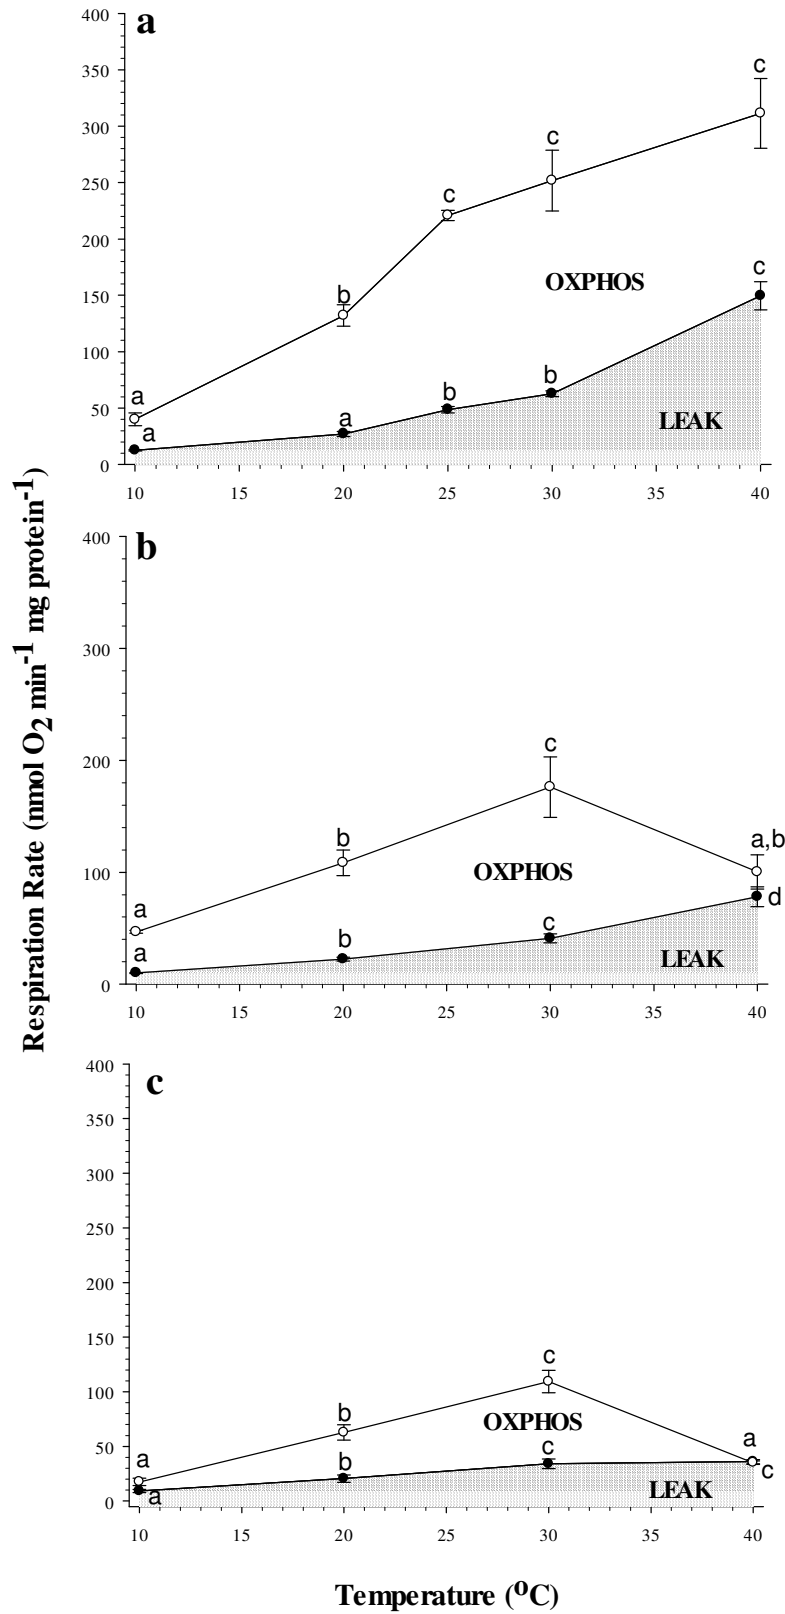 a
400
350
300
250
200
150
100
50
0
c
c
c
b
a
c
b
b
a
a
OXPHOS
LEAK
10 15 20 25 30 35 40
b
400
300
200
100
0
c
b
a
a,b
a
b
c
d
OXPHOS
LEAK
10 15 20 25 30 35 40
c
400
350
300
250
200
150
100
50
0
c
b
a
a
a
b
c
c
OXPHOS
LEAK
10 15 20 25 30 35 40
Respiration Rate (nmol O2 min-1 mg protein-1)
Temperature (oC)